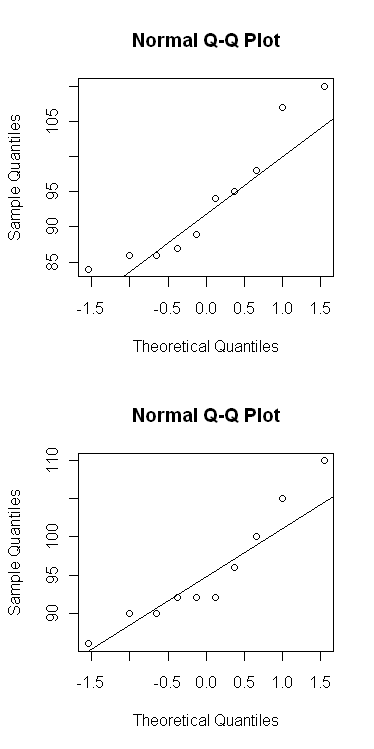 Normal Q-Q Plot
Sample Quantiles
105
95
90
85
-1.5 -0.5 0.0 0.5 1.0 1.5
Theoretical Quantiles
Normal Q-Q Plot
Sample Quantiles
110
100
95
90
-1.5 -0.5 0.0 0.5 1.0 1.5
Theoretical Quantiles